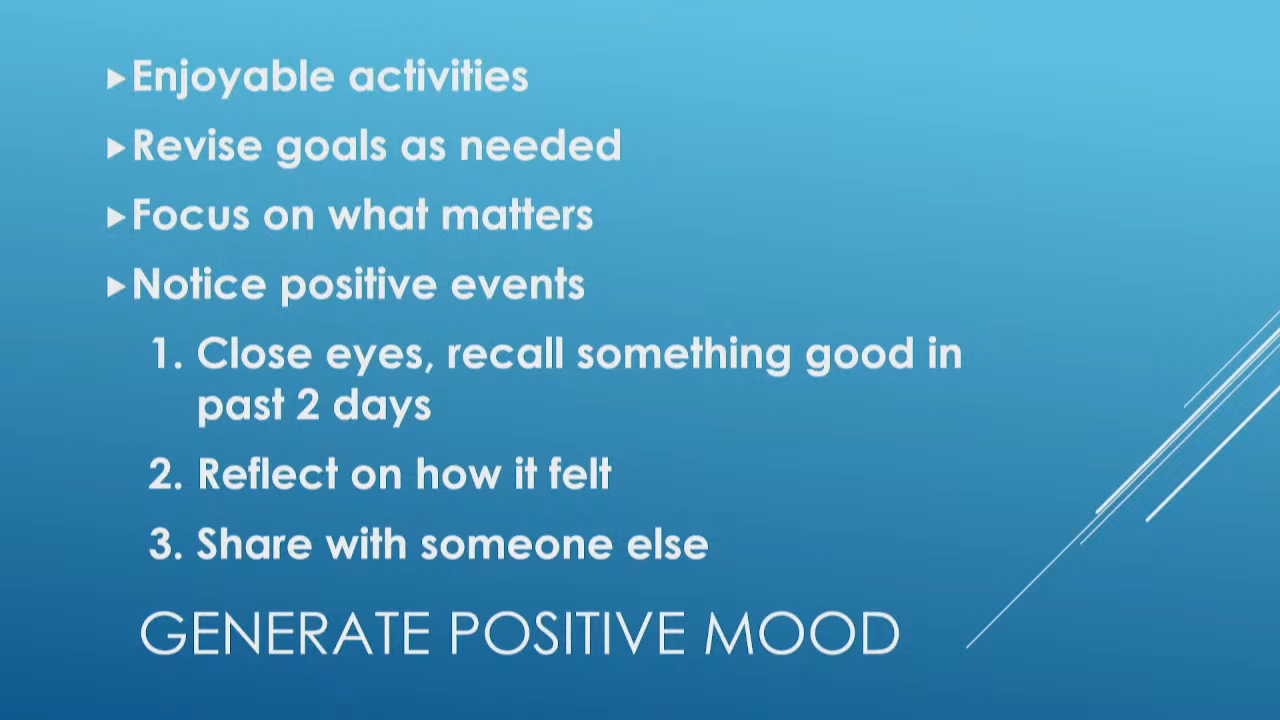 Enjoyable activities
Revise goals as needed
Focus on what matters
Notice positive events
1. Close eyes, recall something good in
past 2 days
2. Reflect on how it felt
3. Share with someone else
GENERATE POSITIVE MOOD